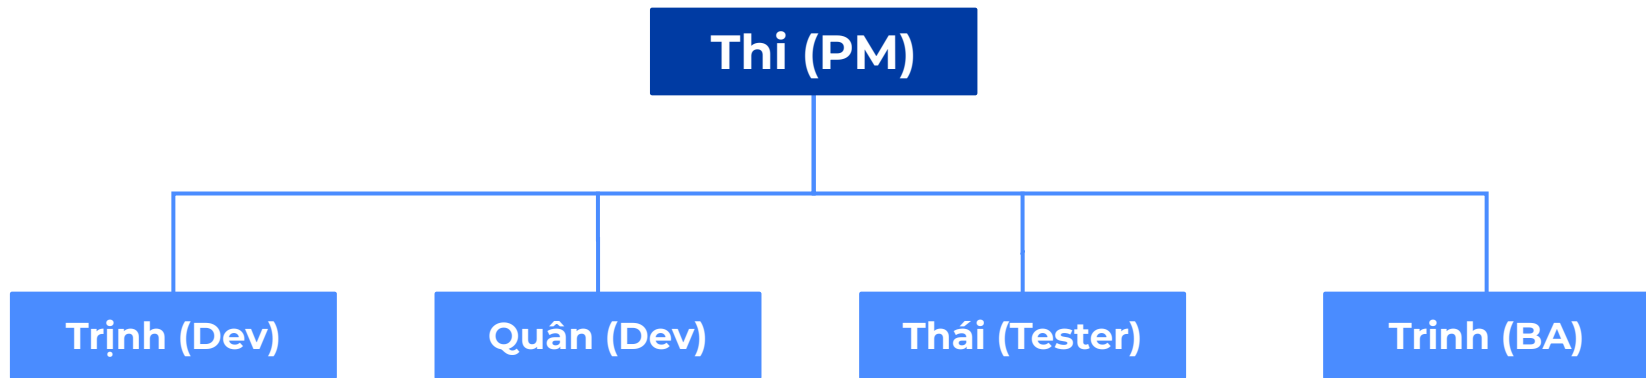 Thi (PM)
Trịnh (Dev)
Quân (Dev)
Thái (Tester)
Trinh (BA)